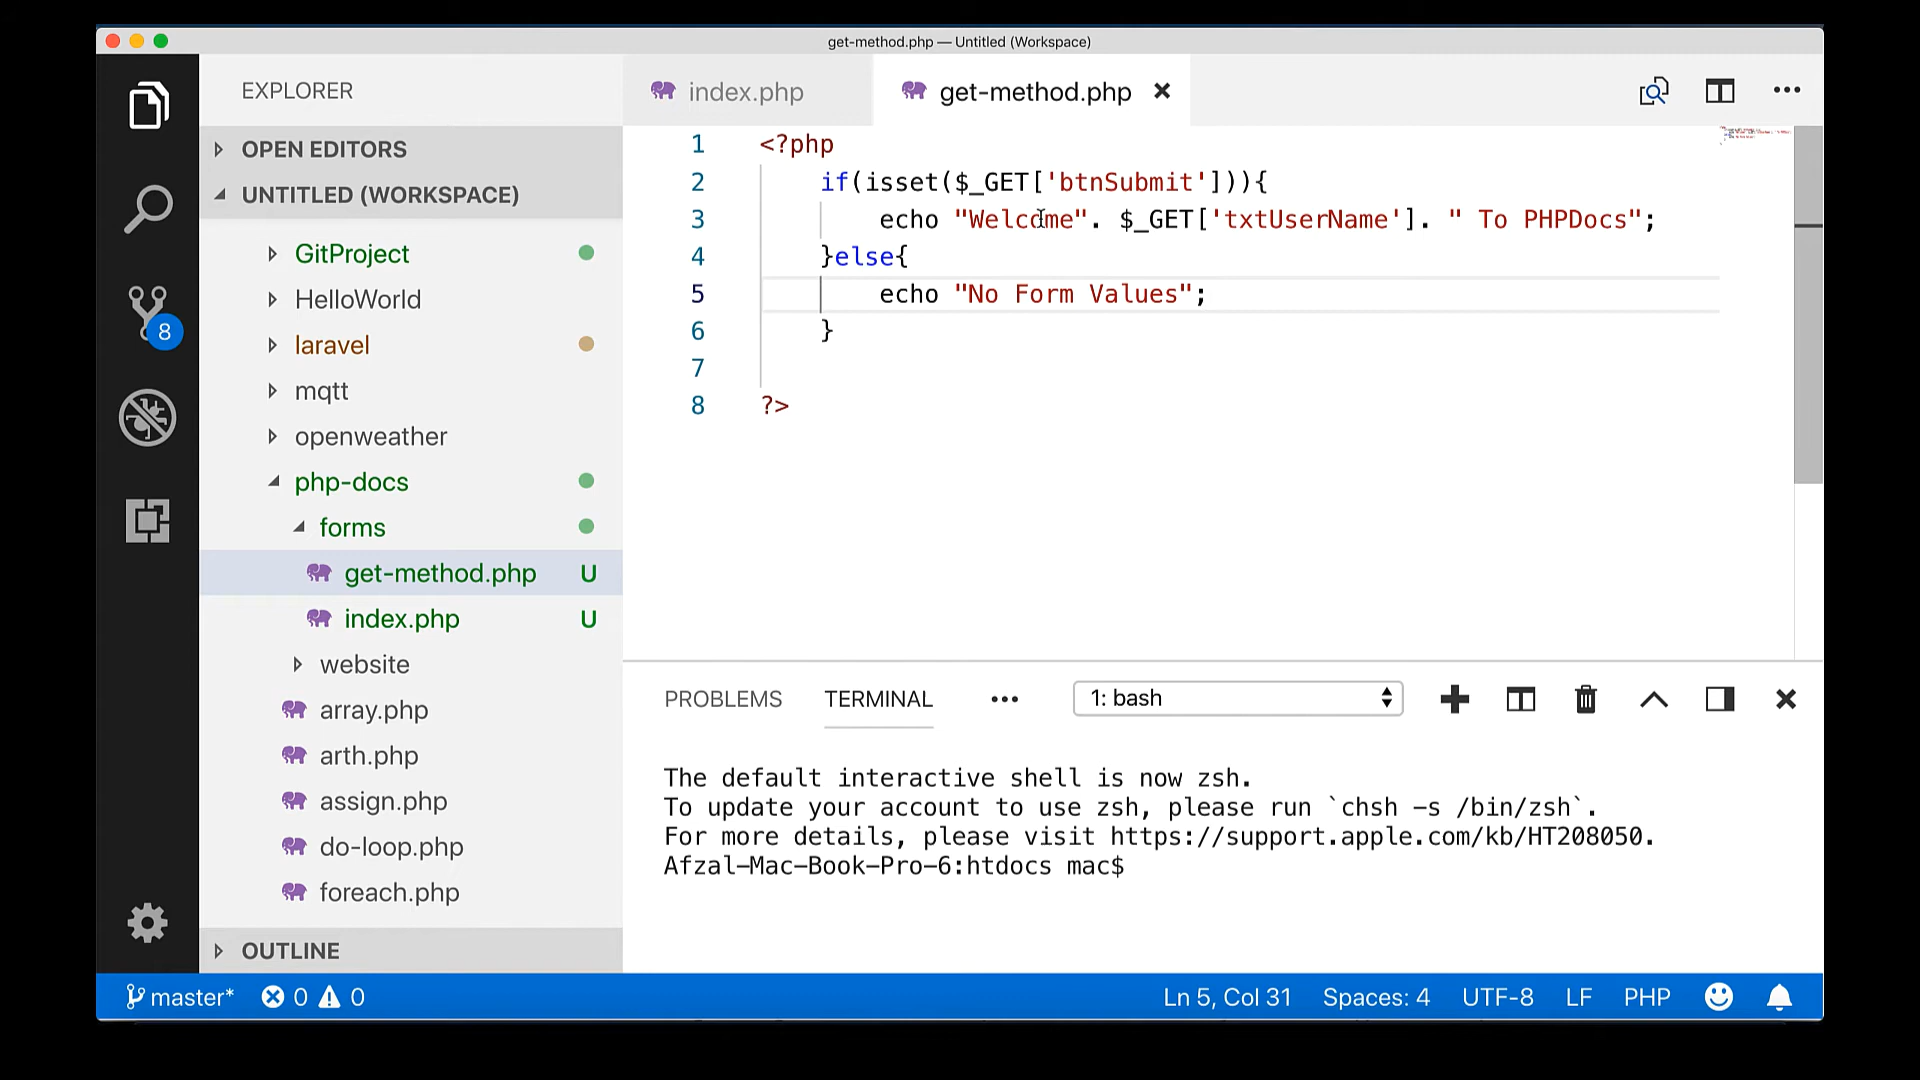 get-method.php — Untitled (Workspace)
EXPLORER
OPEN EDITORS
UNTITLED (WORKSPACE)
GitProject
HelloWorld
laravel
mqtt
openweather
php-docs
forms
get-method.php U
index.php U
website
array.php
arth.php
assign.php
do-loop.php
foreach.php
OUTLINE
8
index.php
get-method.php
1 <?php
2 if(isset($_GET['btnSubmit'])){
3 echo "Welcome". $_GET['txtUserName']. " To PHPDocs";
4 }else{
5 echo "No Form Values";
6 }
7
8 ?>
PROBLEMS TERMINAL 1: bash
The default interactive shell is now zsh.
To update your account to use zsh, please run `chsh -s /bin/zsh`.
For more details, please visit https://support.apple.com/kb/HT208050.
Afzal-Mac-Book-Pro-6:htdocs mac$
master* 0 0 Ln 5, Col 31 Spaces: 4 UTF-8 LF PHP